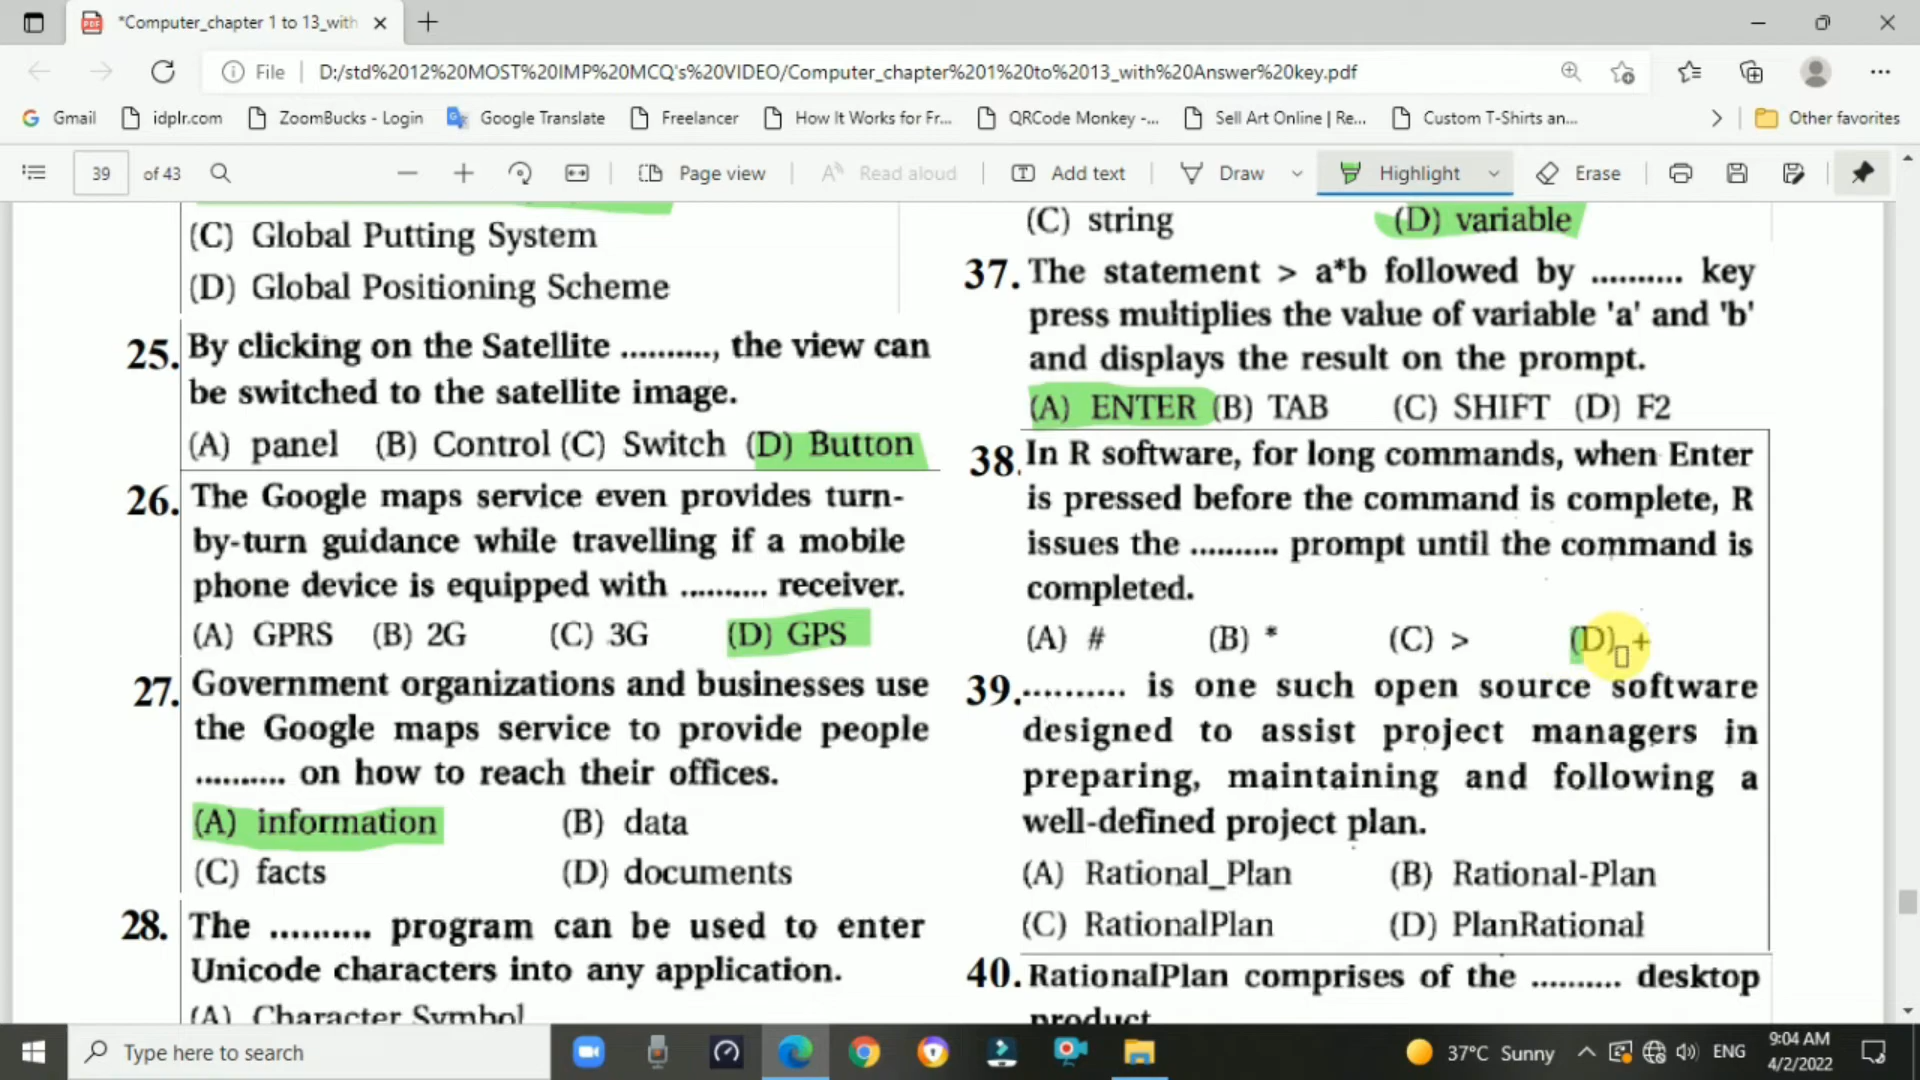 *Computer_chapter 1 to 13_with
File
D:/std%2012%20MOST%20IMP%20MCQ's%20VIDEO/Computer_chapter%201%20to%2013_with%20Answer%20key.pdf
Gmail
idplr.com
ZoomBucks - Login
Google Translate
Freelancer
How It Works for Fr...
QRCode Monkey -...
Sell Art Online | Re...
Custom T-Shirts an...
Other favorites
39 of 43
Page view
Read aloud
Add text
Draw
Highlight
Erase
(C) Global Putting System
(D) Global Positioning Scheme
25. By clicking on the Satellite .........., the view can
be switched to the satellite image.
(A) panel (B) Control (C) Switch (D) Button
26. The Google maps service even provides turn-
by-turn guidance while travelling if a mobile
phone device is equipped with .......... receiver.
(A) GPRS (B) 2G (C) 3G (D) GPS
27. Government organizations and businesses use
the Google maps service to provide people
.......... on how to reach their offices.
(A) information (B) data
(C) facts (D) documents
28. The .......... program can be used to enter
Unicode characters into any application.
(A) Character Symbol
(C) string (D) variable
37. The statement > a*b followed by .......... key
press multiplies the value of variable 'a' and 'b'
and displays the result on the prompt.
(A) ENTER (B) TAB (C) SHIFT (D) F2
38. In R software, for long commands, when Enter
is pressed before the command is complete, R
issues the .......... prompt until the command is
completed.
(A) # (B) * (C) > (D) +
39. .......... is one such open source software
designed to assist project managers in
preparing, maintaining and following a
well-defined project plan.
(A) Rational_Plan (B) Rational-Plan
(C) RationalPlan (D) PlanRational
40. RationalPlan comprises of the .......... desktop
product
Type here to search
37°C Sunny
ENG
9:04 AM
4/2/2022